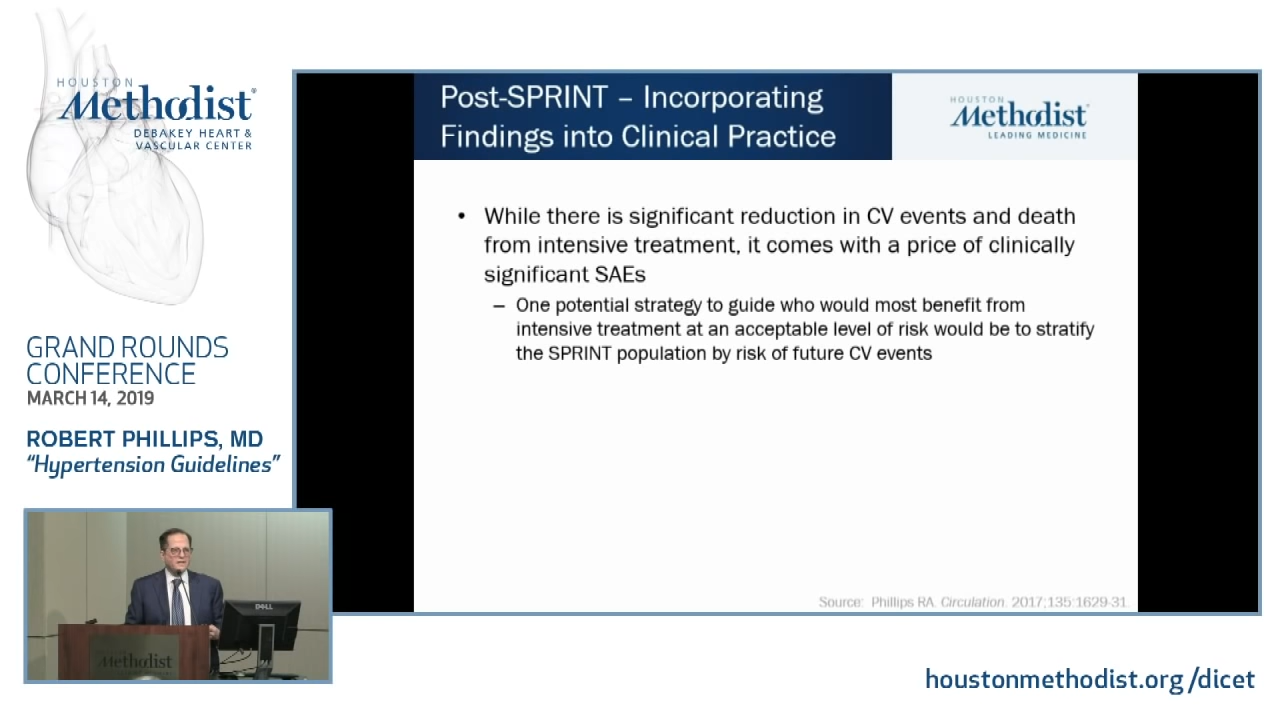 HOUSTON
Methodist®
DEBAKEY HEART &
VASCULAR CENTER
GRAND ROUNDS
CONFERENCE
MARCH 14, 2019
ROBERT PHILLIPS, MD
“Hypertension Guidelines”
Post-SPRINT – Incorporating
Findings into Clinical Practice
HOUSTON
Methodist
LEADING MEDICINE
• While there is significant reduction in CV events and death
from intensive treatment, it comes with a price of clinically
significant SAEs
– One potential strategy to guide who would most benefit from
intensive treatment at an acceptable level of risk would be to stratify
the SPRINT population by risk of future CV events
Source: Phillips RA. Circulation. 2017;135:1629-31.
DELL
Methodist
houstonmethodist.org/dicet